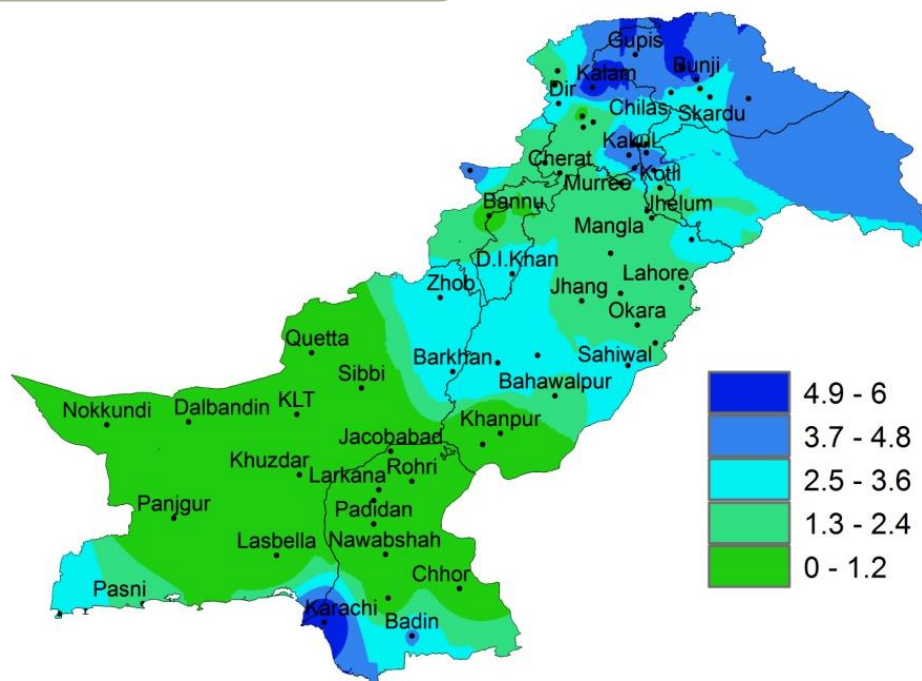 Gupis
Bunji
Kalam
Dir
Chilas
Skardu
Kakul
Cherat
Murree
Kotli
Bannu
Jhelum
Mangla
D.I.Khan
Zhob
Lahore
Jhang
Okara
Quetta
Barkhan
Sahiwal
Sibbi
Bahawalpur
Nokkundi
Dalbandin
KLT
Khanpur
Jacobabad
Khuzdar
Larkana
Rohri
Panjgur
Padidan
Lasbella
Nawabshah
Pasni
Chhor
Karachi
Badin
4.9 - 6
3.7 - 4.8
2.5 - 3.6
1.3 - 2.4
0 - 1.2